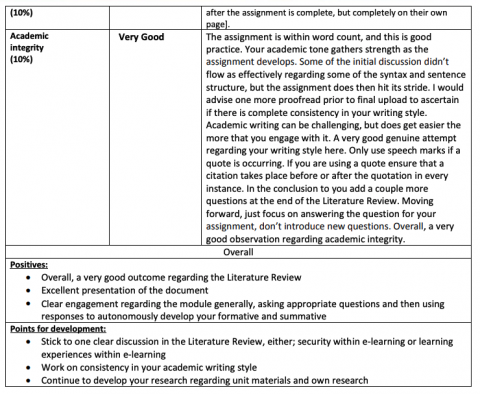 (10%)
after the assignment is complete, but completely on their own
page].
Academic
integrity
(10%)
Very Good
The assignment is within word count, and this is good
practice. Your academic tone gathers strength as the
assignment develops. Some of the initial discussion didn't
flow as effectively regarding some of the syntax and sentence
structure, but the assignment does then hit its stride. I would
advise one more proofread prior to final upload to ascertain
if there is complete consistency in your writing style.
Academic writing can be challenging, but does get easier the
more that you engage with it. A very good genuine attempt
regarding your writing style here. Only use speech marks if a
quote is occurring. If you are using a quote ensure that a
citation takes place before or after the quotation in every
instance. In the conclusion to you add a couple more
questions at the end of the Literature Review. Moving
forward, just focus on answering the question for your
assignment, don't introduce new questions. Overall, a very
good observation regarding academic integrity.
Overall
Positives:
• Overall, a very good outcome regarding the Literature Review
• Excellent presentation of the document
• Clear engagement regarding the module generally, asking appropriate questions and then using
responses to autonomously develop your formative and summative
Points for development:
• Stick to one clear discussion in the Literature Review, either; security within e-learning or learning
experiences within e-learning
• Work on consistency in your academic writing style
• Continue to develop your research regarding unit materials and own research